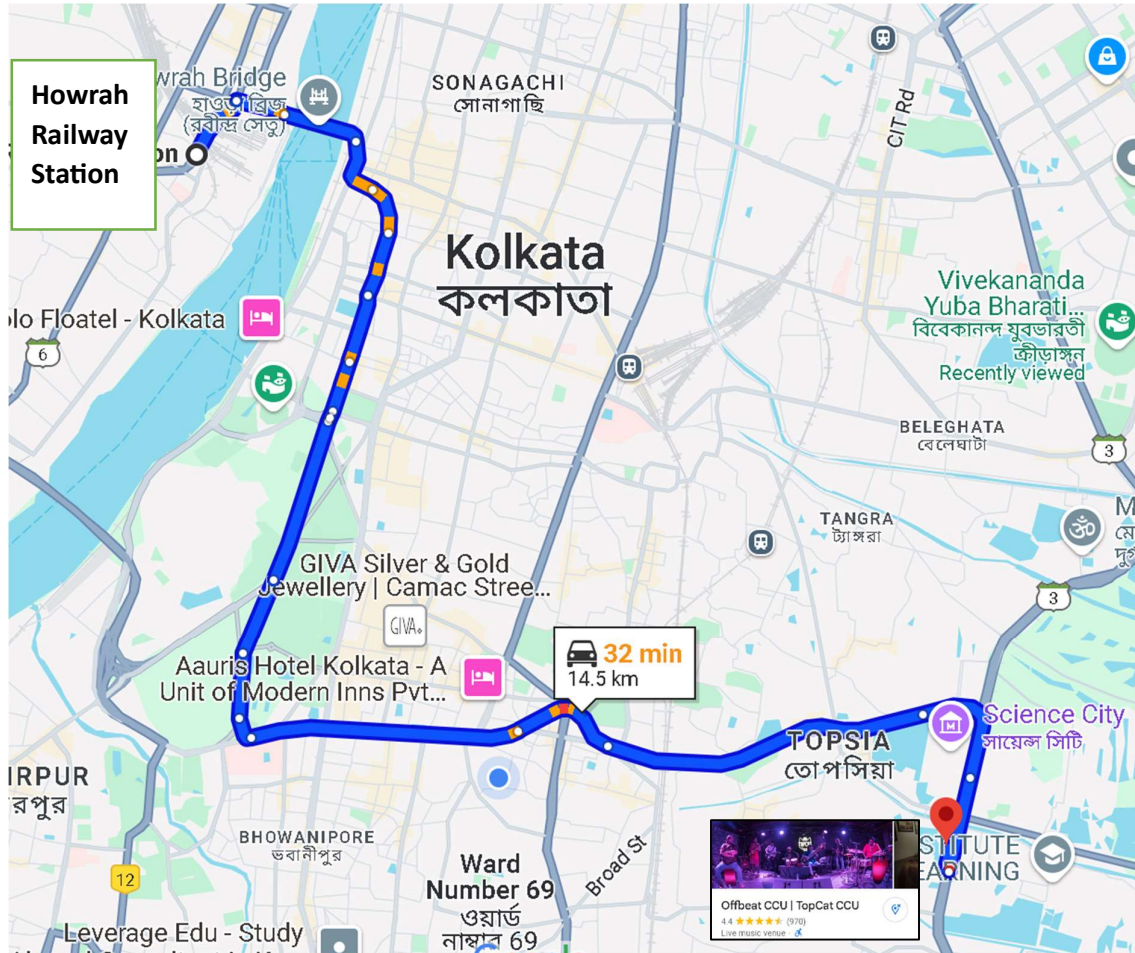 Howrah
Railway
Station
wrah Bridge
হাওড়া ব্রিজ
(রবীন্দ্র সেতু)
on
SONAGACHI
সোনাগাছি
CIT Rd
Kolkata
কলকাতা
Vivekananda
Yuba Bharati...
বিবেকানন্দ যুবভারতী
ক্রীড়াঙ্গন
Recently viewed
olo Floatel - Kolkata
6
BELEGHATA
বেলেঘাটা
3
TANGRA
ট্যাংরা
M
মে
দুর্গ
3
GIVA Silver & Gold
Jewellery | Camac Stree...
GIVA
Aauris Hotel Kolkata - A
Unit of Modern Inns Pvt...
32 min
14.5 km
Science City
সায়েন্স সিটি
TOPSIA
তোপসিয়া
IRPUR
রপুর
BHOWANIPORE
ভবানীপুর
12
Ward
Number 69
ওয়ার্ড
নাম্বার 69
Broad St
STITUTE
EARNING
Offbeat CCU | TopCat CCU
4.4 (970)
Live music venue ·
Leverage Edu - Study